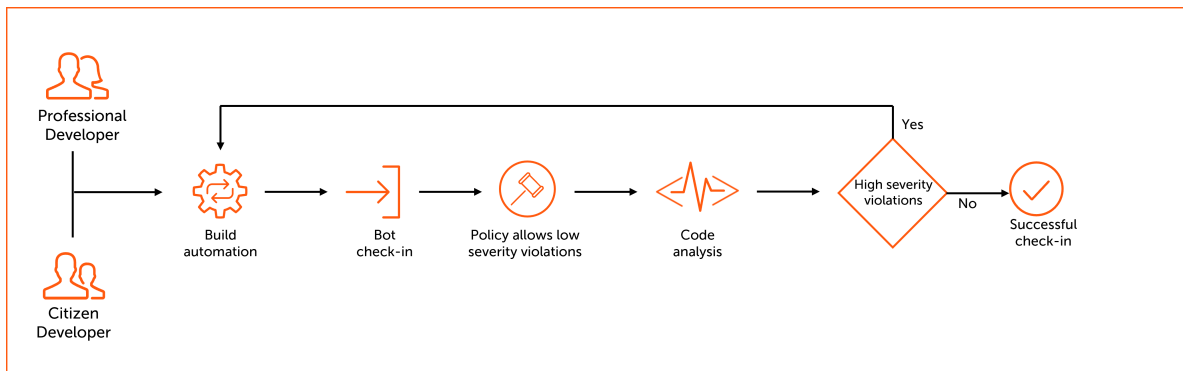 Professional
Developer
Citizen
Developer
Build
automation
Bot
check-in
Policy allows low
severity violations
Code
analysis
High severity
violations
Yes
No
Successful
check-in